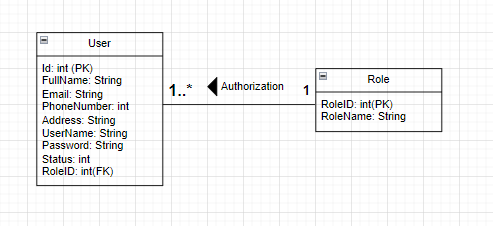 User
Id: int (PK)
FullName: String
Email: String
PhoneNumber: int
Address: String
UserName: String
Password: String
Status: int
RoleID: int(FK)
1..*
Authorization
1
Role
RoleID: int(PK)
RoleName: String